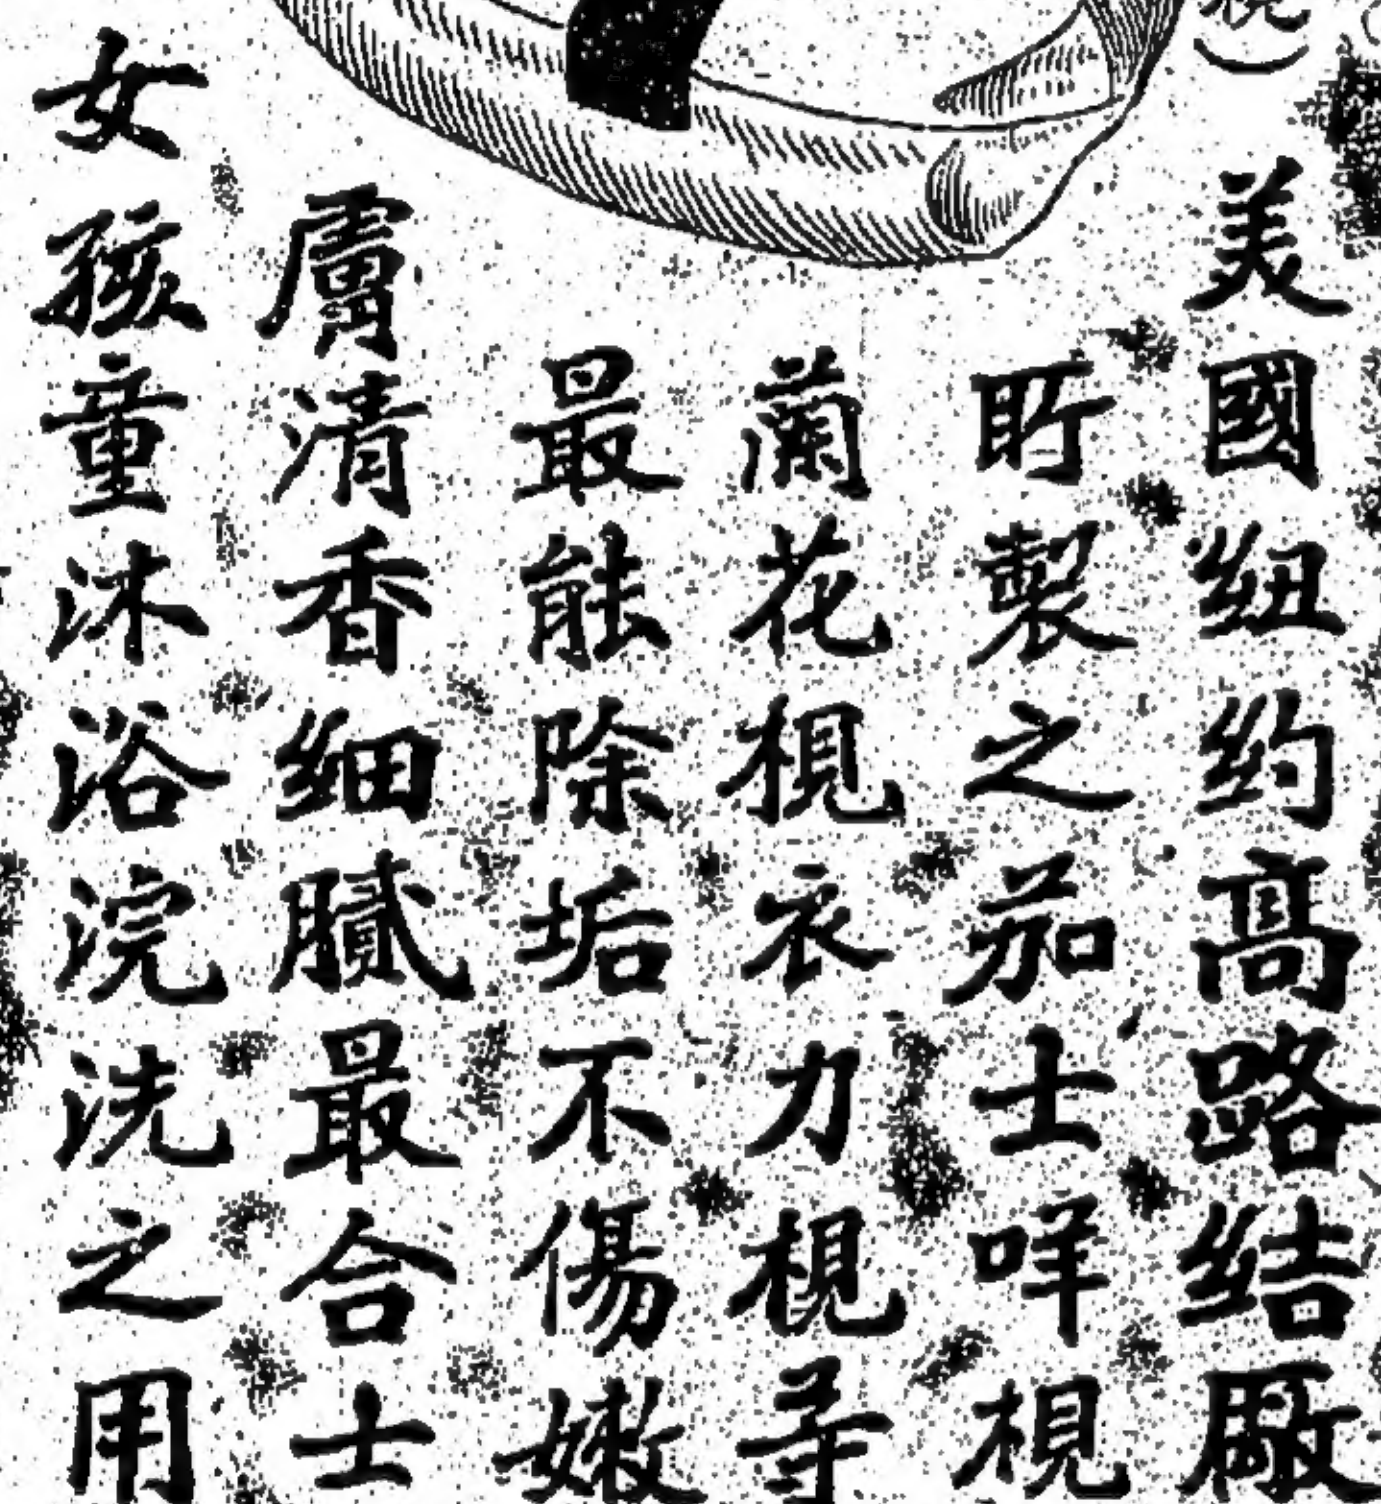 梘）
美國紐約高路結廠
所製之茄士咩梘
蘭花梘衣力梘等
最能除垢不傷嫩
膚清香細膩最合士
女孩童沐浴浣洗之用